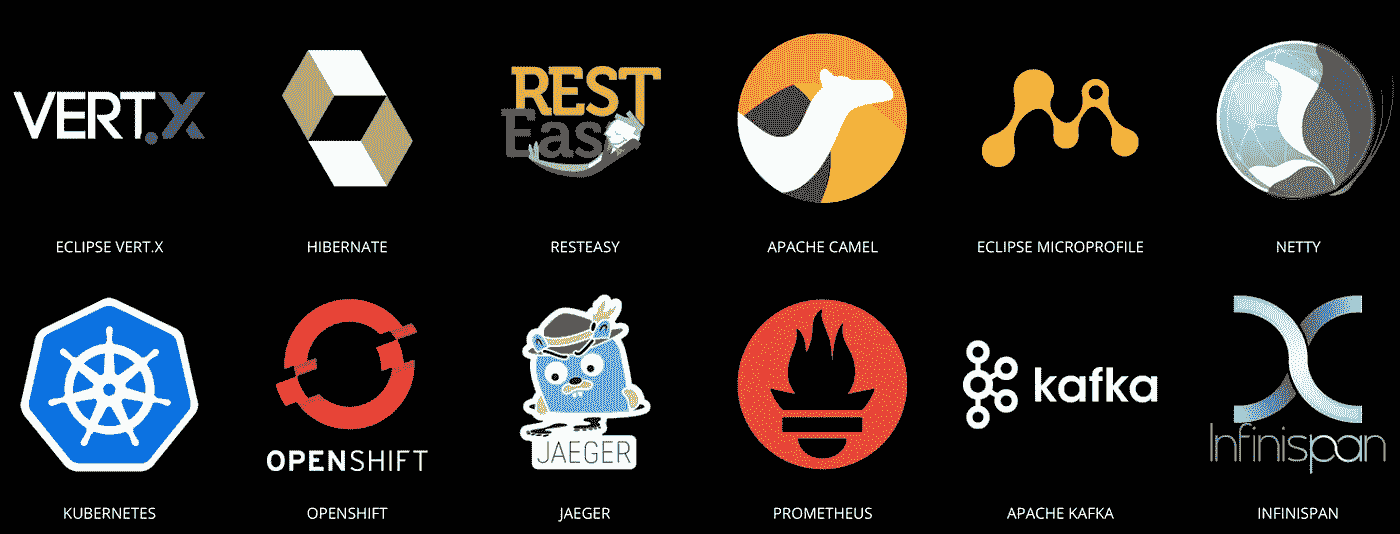 VERT.X
REST
Easy
ECLIPSE VERT.X
HIBERNATE
RESTEASY
APACHE CAMEL
ECLIPSE MICROPROFILE
NETTY
OPENSHIFT
JAEGER
kafka
Infinispan
KUBERNETES
OPENSHIFT
JAEGER
PROMETHEUS
APACHE KAFKA
INFINISPAN